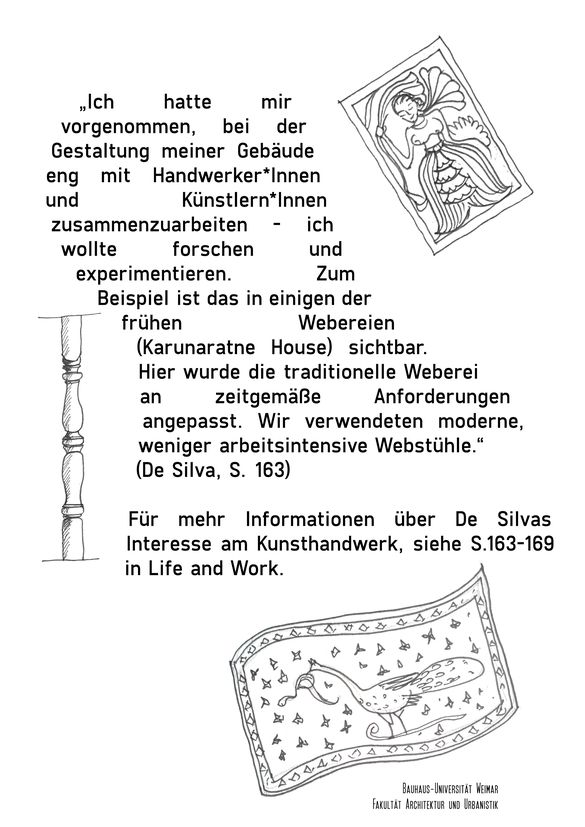 „Ich hatte mir
vorgenommen, bei der
Gestaltung meiner Gebäude
eng mit Handwerker*Innen
und Künstlern*Innen
zusammenzuarbeiten - ich
wollte forschen und
experimentieren. Zum
Beispiel ist das in einigen der
frühen Webereien
(Karunaratne House) sichtbar.
Hier wurde die traditionelle Weberei
an zeitgemäße Anforderungen
angepasst. Wir verwendeten moderne,
weniger arbeitsintensive Webstühle.“
(De Silva, S. 163)
Für mehr Informationen über De Silvas
Interesse am Kunsthandwerk, siehe S.163-169
in Life and Work.
Bauhaus-Universität Weimar
Fakultät Architektur und Urbanistik